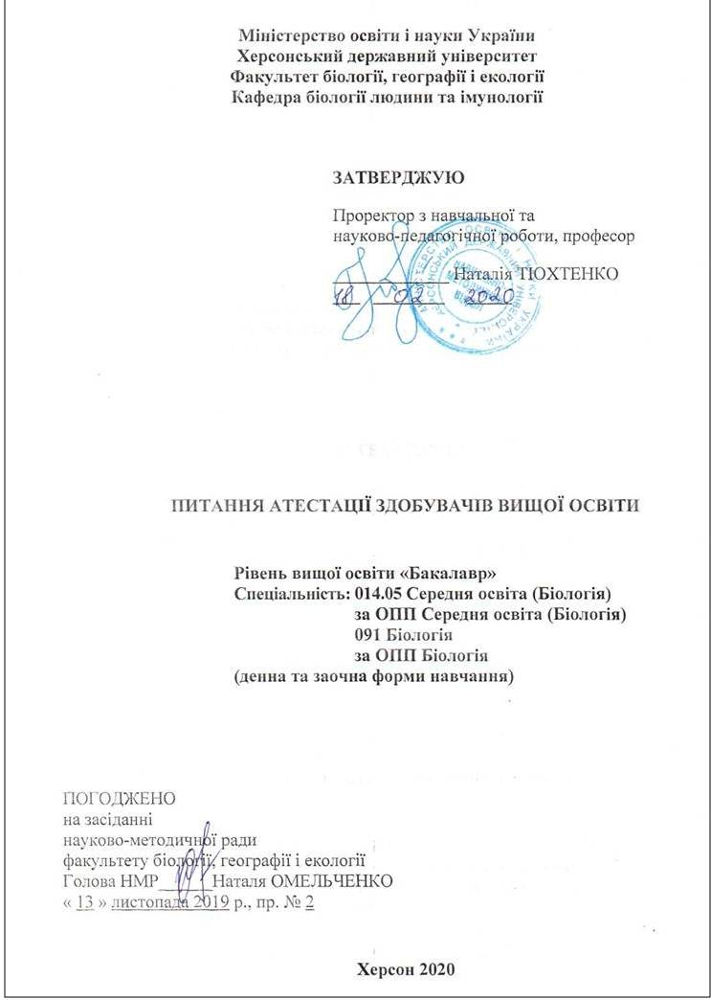 Міністерство освіти і науки України
Херсонський державний університет
Факультет біології, географії і екології
Кафедра біології людини та імунології
ЗАТВЕРДЖУЮ
Проректор з навчальної та
науково-педагогічної роботи, професор
Наталія ТЮХТЕНКО
18 02 2020
ПИТАННЯ АТЕСТАЦІЇ ЗДОБУВАЧІВ ВИЩОЇ ОСВІТИ
Рівень вищої освіти «Бакалавр»
Спеціальність: 014.05 Середня освіта (Біологія)
за ОПП Середня освіта (Біологія)
091 Біологія
за ОПП Біологія
(денна та заочна форми навчання)
ПОГОДЖЕНО
на засіданні
науково-методичної ради
факультету біології, географії і екології
Голова НМР______Наталя ОМЕЛЬЧЕНКО
« 13 » листопада 2019 р., пр. № 2
Херсон 2020